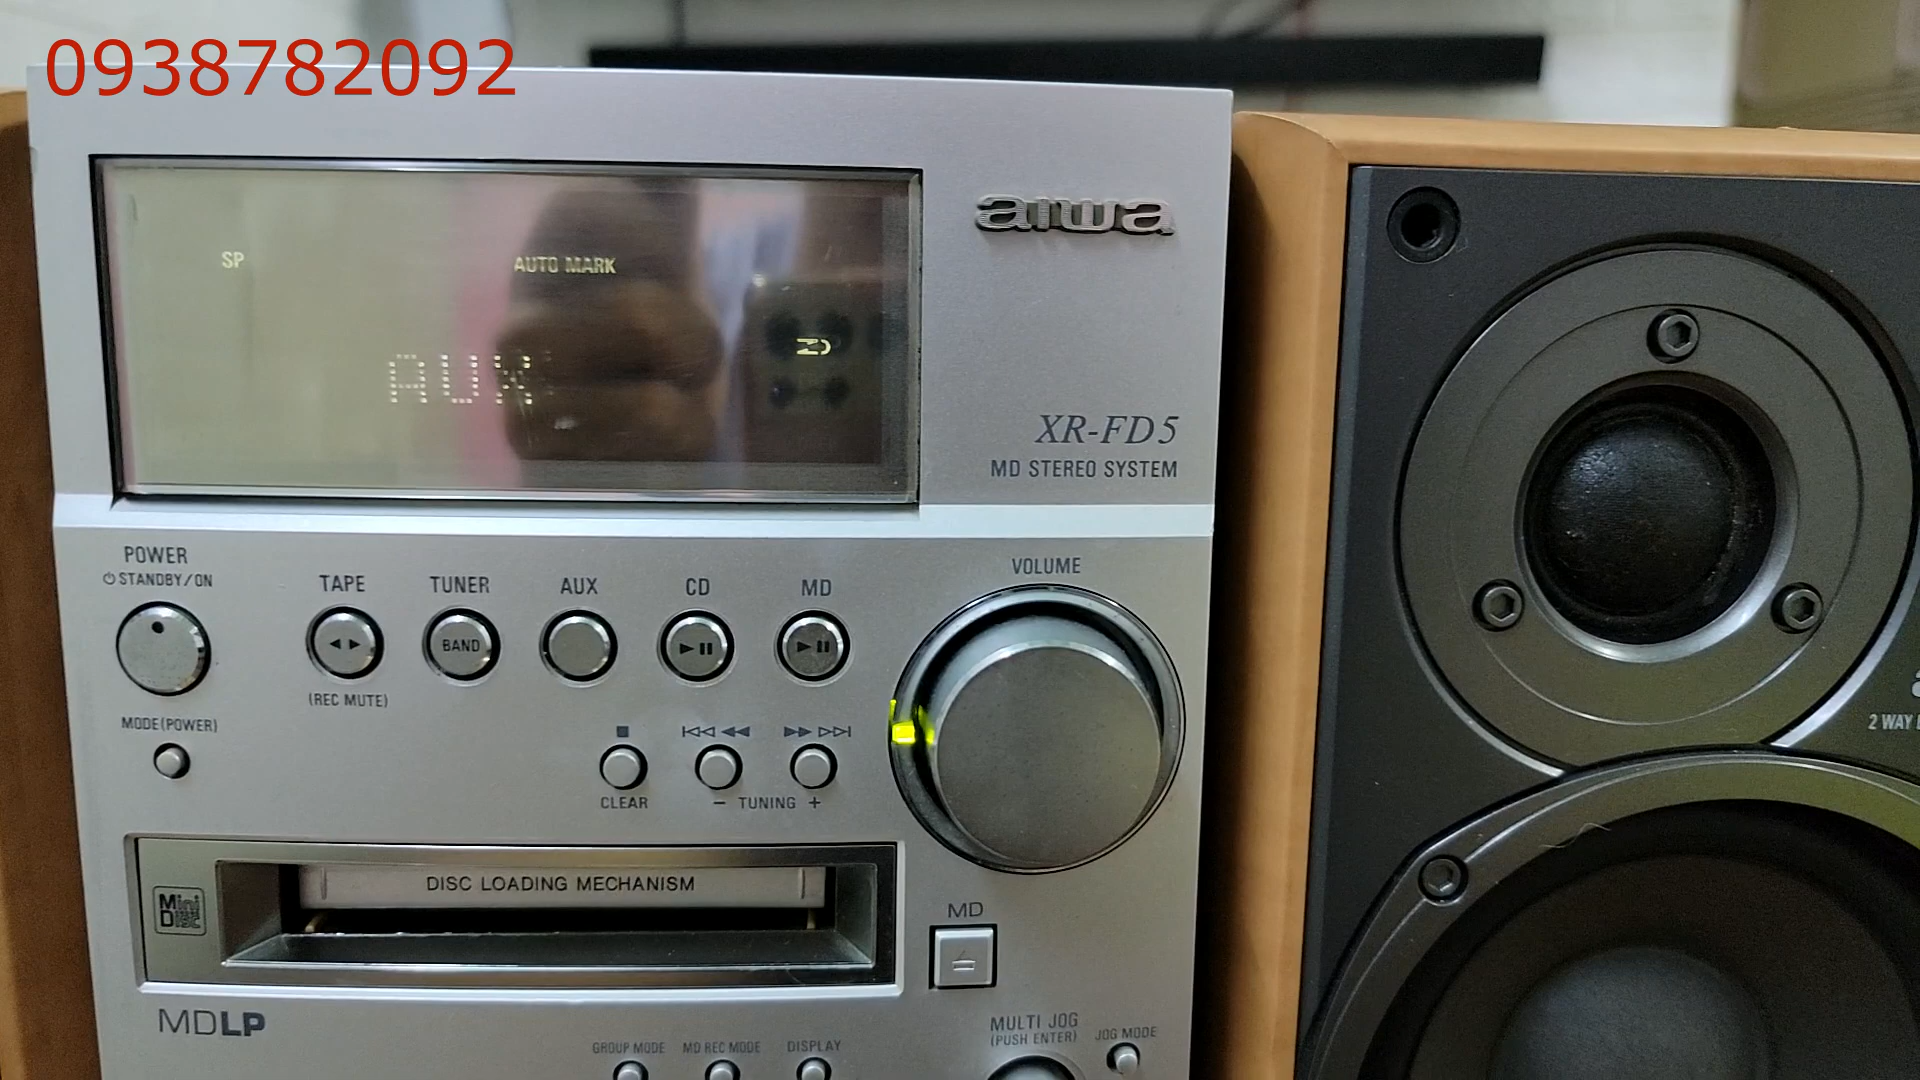 0938782092
aiwa
SP
AUTO MARK
AUX
XR-FD5
MD STEREO SYSTEM
POWER
STANDBY/ON
TAPE
TUNER
AUX
CD
MD
VOLUME
BAND
(REC MUTE)
MODE(POWER)
CLEAR
− TUNING +
DISC LOADING MECHANISM
Mini
Disc
MD
MDLP
MULTI JOG
(PUSH ENTER)
JOG MODE
GROUP MODE
MD REC MODE
DISPLAY
2 WAY